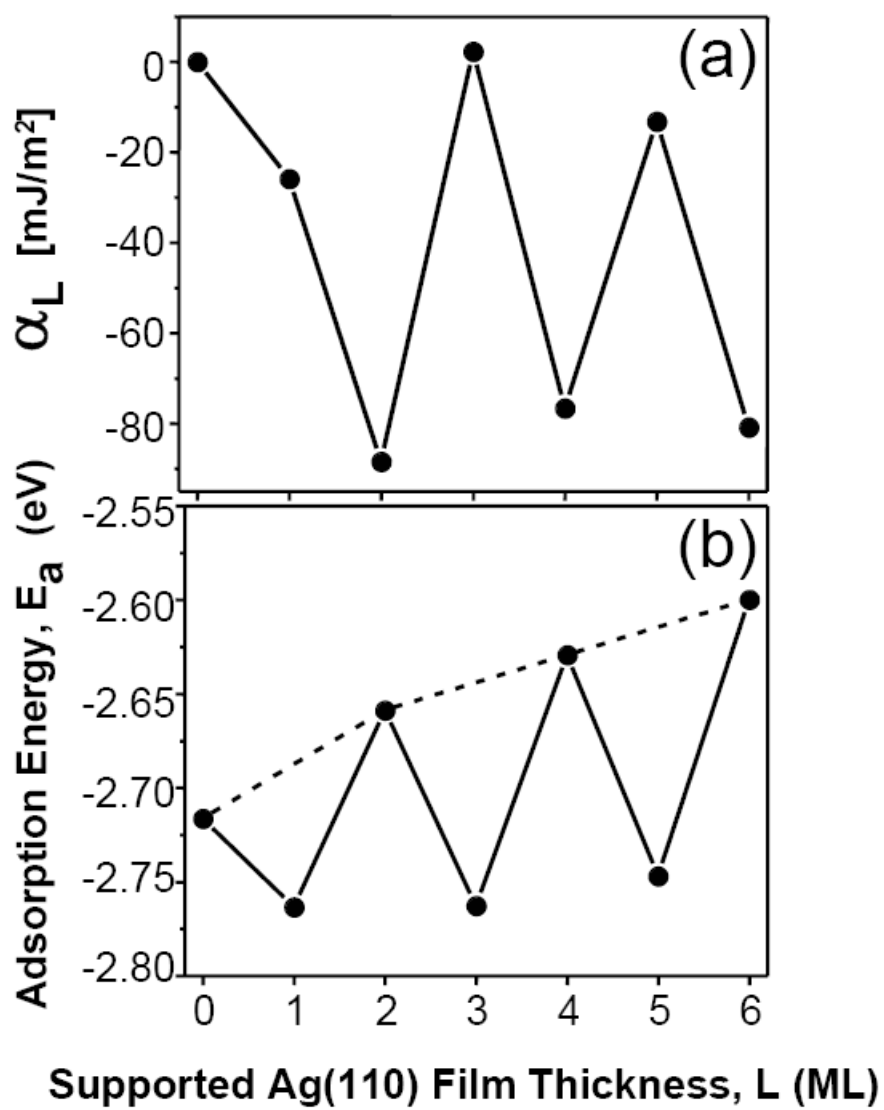 (a)
α_L [mJ/m²]
0
-20
-40
-60
-80
(b)
Adsorption Energy, E_a (eV)
-2.55
-2.60
-2.65
-2.70
-2.75
-2.80
0 1 2 3 4 5 6
Supported Ag(110) Film Thickness, L (ML)